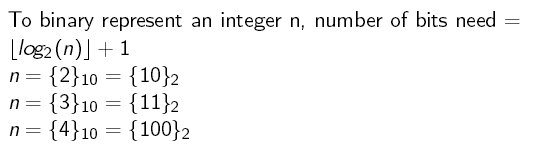 To binary represent an integer n, number of bits need =
⌊log₂(n)⌋ + 1
n = {2}₁₀ = {10}₂
n = {3}₁₀ = {11}₂
n = {4}₁₀ = {100}₂